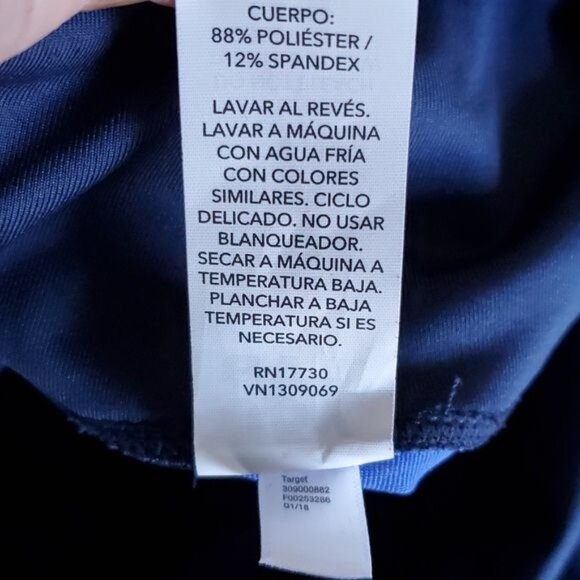 CUERPO:
88% POLIÉSTER /
12% SPANDEX
LAVAR AL REVÉS.
LAVAR A MÁQUINA
CON AGUA FRÍA
CON COLORES
SIMILARES. CICLO
DELICADO. NO USAR
BLANQUEADOR.
SECAR A MÁQUINA A
TEMPERATURA BAJA.
PLANCHAR A BAJA
TEMPERATURA SI ES
NECESARIO.
RN17730
VN1309069
Target
309000882
F00253286
Q1/18